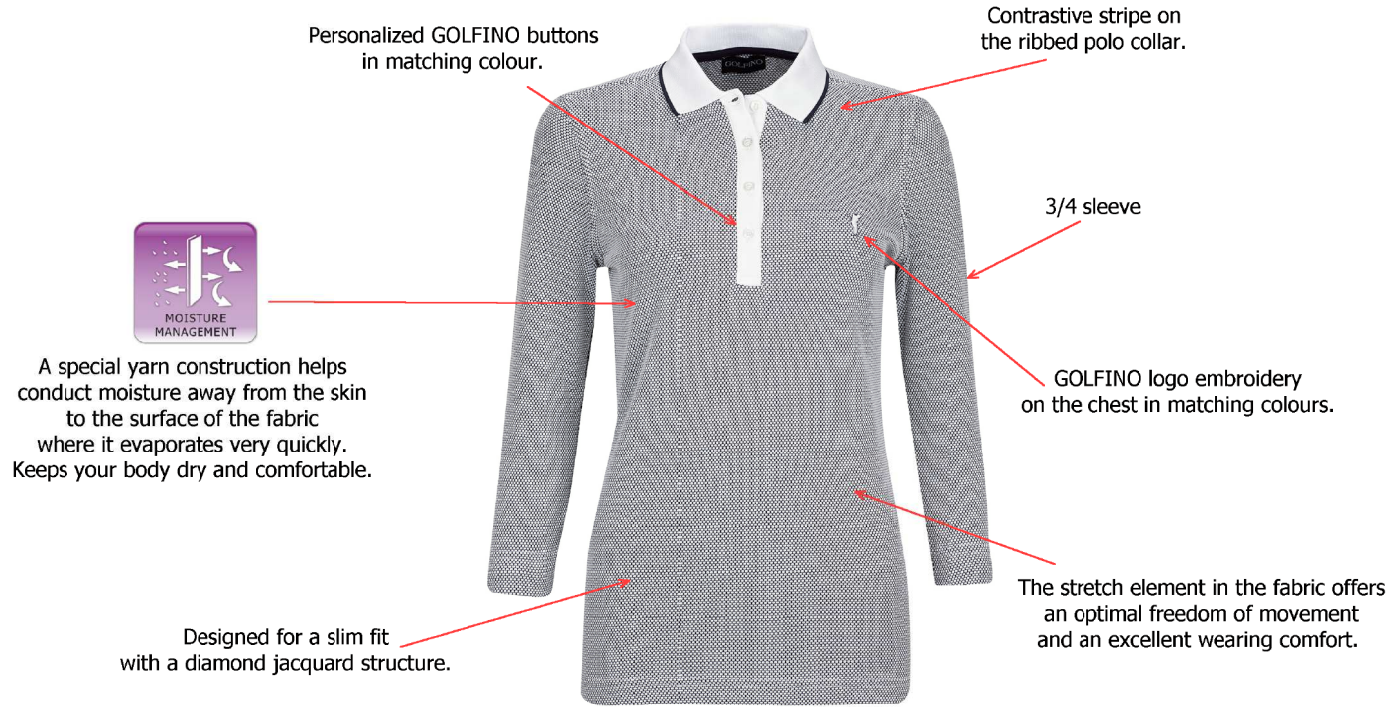 Personalized GOLFINO buttons
in matching colour.
Contrastive stripe on
the ribbed polo collar.
GOLFINO
3/4 sleeve
MOISTURE
MANAGEMENT
A special yarn construction helps
conduct moisture away from the skin
to the surface of the fabric
where it evaporates very quickly.
Keeps your body dry and comfortable.
GOLFINO logo embroidery
on the chest in matching colours.
The stretch element in the fabric offers
an optimal freedom of movement
and an excellent wearing comfort.
Designed for a slim fit
with a diamond jacquard structure.